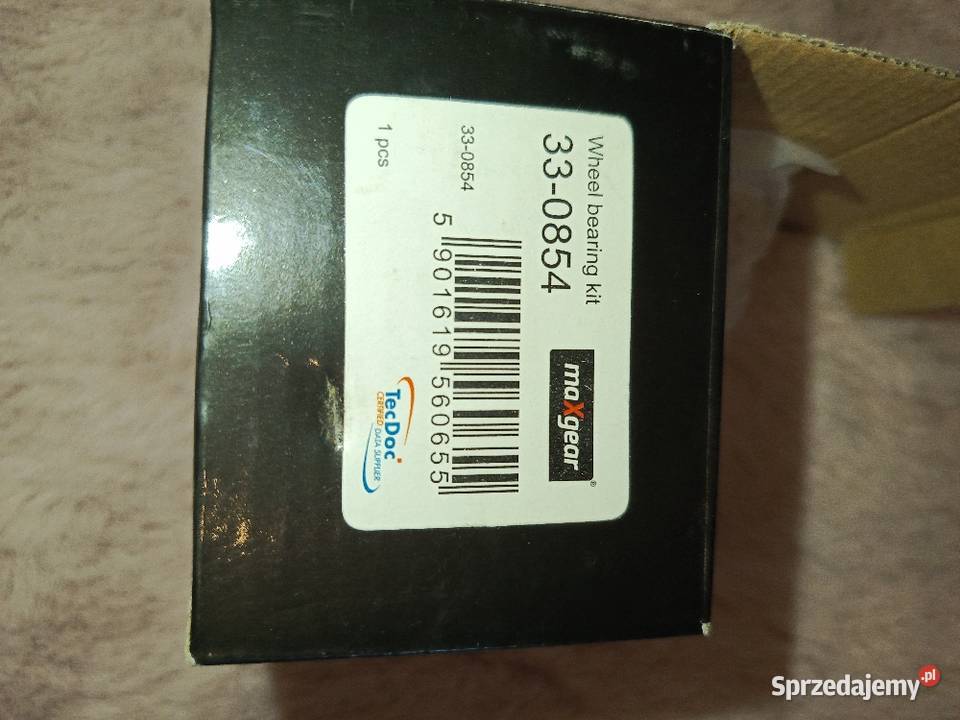 Wheel bearing kit
33-0854
maXgear®
33-0854
5 901619 560655
1 pcs
TecDoc
CERTIFIED DATA SUPPLIER
Sprzedajemy.pl